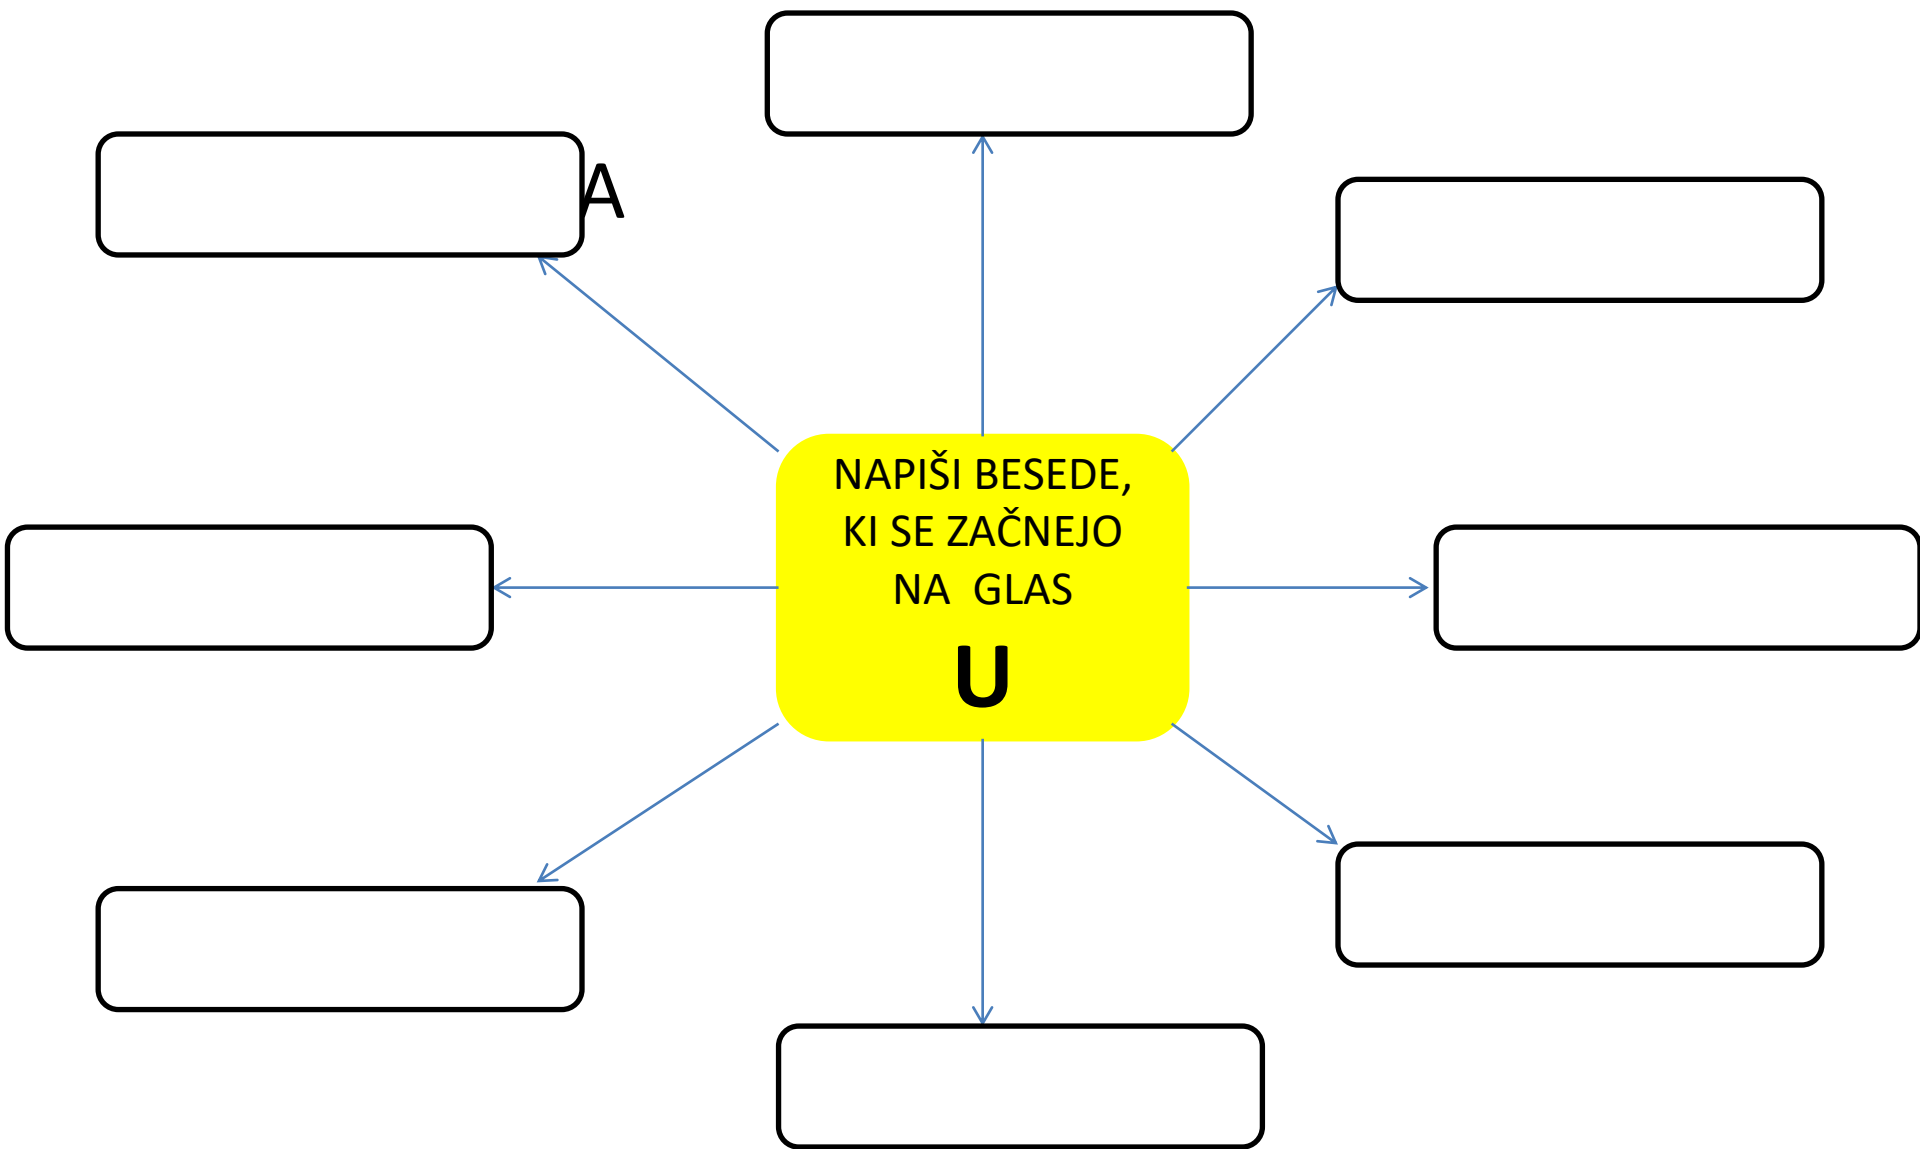 A
NAPIŠI BESEDE,
KI SE ZAČNEJO
NA GLAS
U